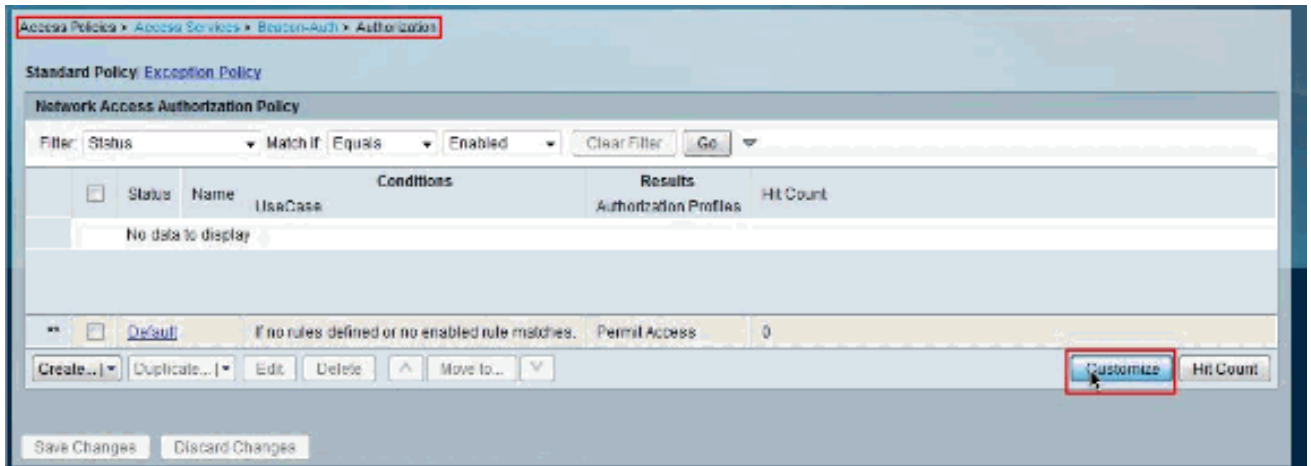 Access Policies > Access Services > Beacon-Auth > Authorization
Standard Policy| Exception Policy
Network Access Authorization Policy
Filter: Status Match if: Equals Enabled Clear Filter Go
Conditions Results
Status Name UseCase Authorization Profiles Hit Count
No data to display
** Default If no rules defined or no enabled rule matches. Permit Access 0
Create... | Duplicate... | Edit Delete ^ Move to... V Customize Hit Count
Save Changes Discard Changes